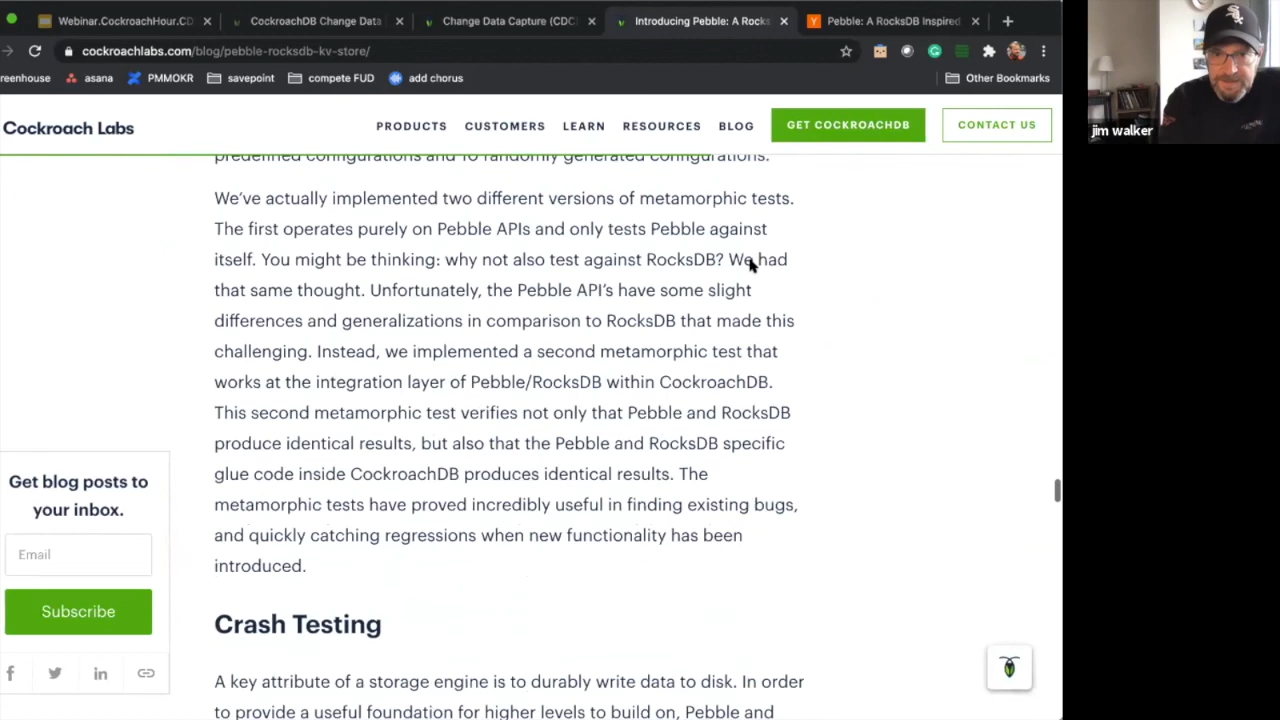 Webinar.CockroachHour.CD
CockroachDB Change Data
Change Data Capture (CDC
Introducing Pebble: A Rocks
Pebble: A RocksDB Inspired
cockroachlabs.com/blog/pebble-rocksdb-kv-store/
reenhouse
asana
PMMOKR
savepoint
compete FUD
add chorus
Other Bookmarks
jim walker
Cockroach Labs
PRODUCTS
CUSTOMERS
LEARN
RESOURCES
BLOG
GET COCKROACHDB
CONTACT US
predefined configurations and 10 randomly generated configurations.
We've actually implemented two different versions of metamorphic tests.
The first operates purely on Pebble APIs and only tests Pebble against
itself. You might be thinking: why not also test against RocksDB? We had
that same thought. Unfortunately, the Pebble API's have some slight
differences and generalizations in comparison to RocksDB that made this
challenging. Instead, we implemented a second metamorphic test that
works at the integration layer of Pebble/RocksDB within CockroachDB.
This second metamorphic test verifies not only that Pebble and RocksDB
produce identical results, but also that the Pebble and RocksDB specific
glue code inside CockroachDB produces identical results. The
metamorphic tests have proved incredibly useful in finding existing bugs,
and quickly catching regressions when new functionality has been
introduced.
Crash Testing
A key attribute of a storage engine is to durably write data to disk. In order
to provide a useful foundation for higher levels to build on, Pebble and
Get blog posts to
your inbox.
Email
Subscribe